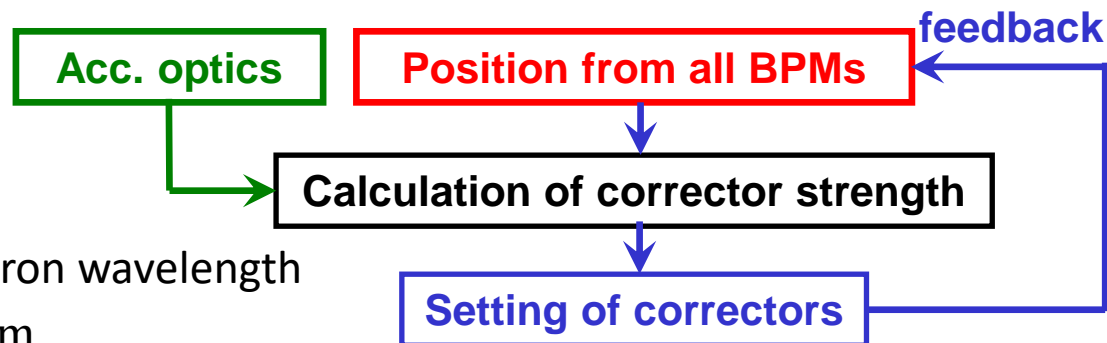 feedback
Acc. optics
Position from all BPMs
Calculation of corrector strength
ron wavelength
Setting of correctors
m